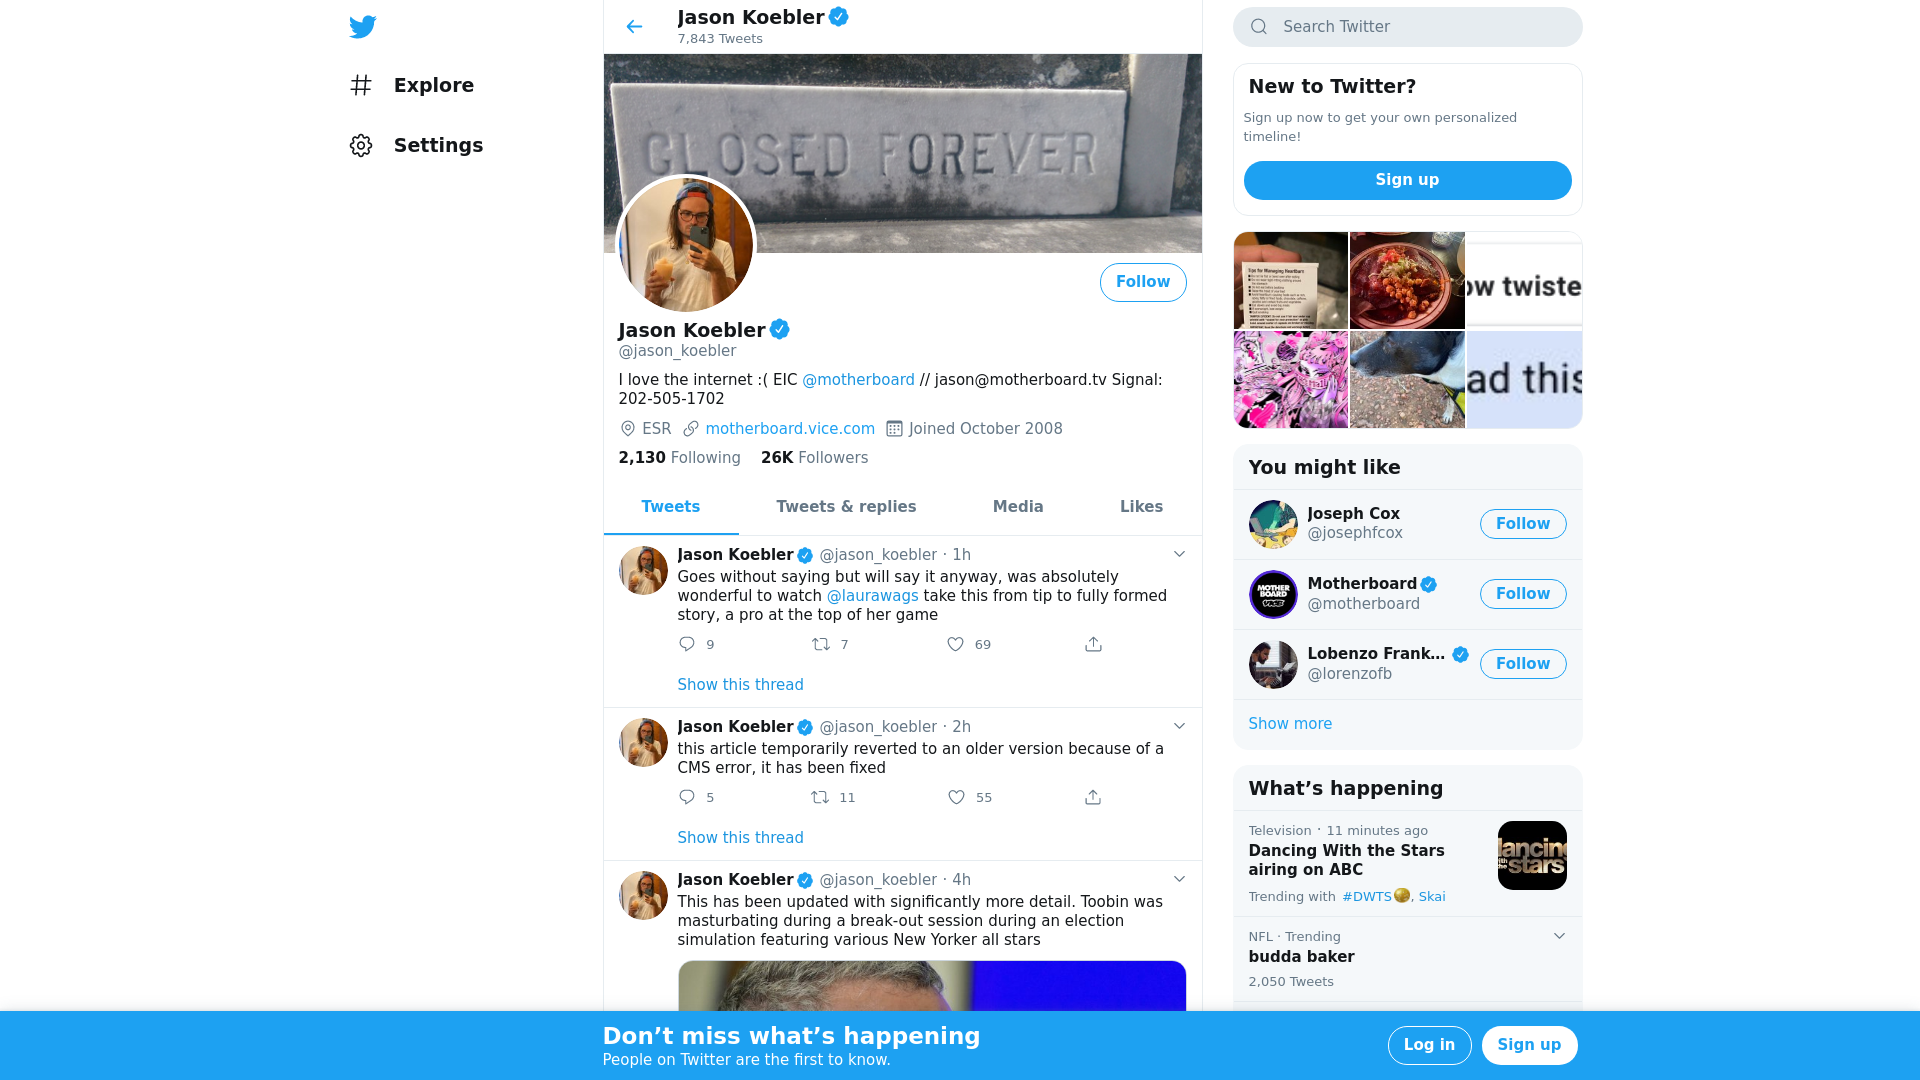 Explore
Settings
Jason Koebler
7,843 Tweets
CLOSED FOREVER
Follow
Jason Koebler
@jason_koebler
I love the internet :( EIC @motherboard // jason@motherboard.tv Signal:
202-505-1702
ESR motherboard.vice.com Joined October 2008
2,130 Following 26K Followers
Tweets Tweets & replies Media Likes
Jason Koebler @jason_koebler · 1h
Goes without saying but will say it anyway, was absolutely
wonderful to watch @laurawags take this from tip to fully formed
story, a pro at the top of her game
9 7 69
Show this thread
Jason Koebler @jason_koebler · 2h
this article temporarily reverted to an older version because of a
CMS error, it has been fixed
5 11 55
Show this thread
Jason Koebler @jason_koebler · 4h
This has been updated with significantly more detail. Toobin was
masturbating during a break-out session during an election
simulation featuring various New Yorker all stars
Search Twitter
New to Twitter?
Sign up now to get your own personalized
timeline!
Sign up
Tips for Managing Heartburn
ow twiste
ad this
You might like
Joseph Cox
@josephfcox
Follow
MOTHER
BOARD
VICE
Motherboard
@motherboard
Follow
Lobenzo Frank...
@lorenzofb
Follow
Show more
What's happening
Television · 11 minutes ago
Dancing With the Stars
airing on ABC
Trending with #DWTS, Skai
dancing
with the
stars
NFL · Trending
budda baker
2,050 Tweets
Don't miss what's happening
People on Twitter are the first to know.
Log in
Sign up